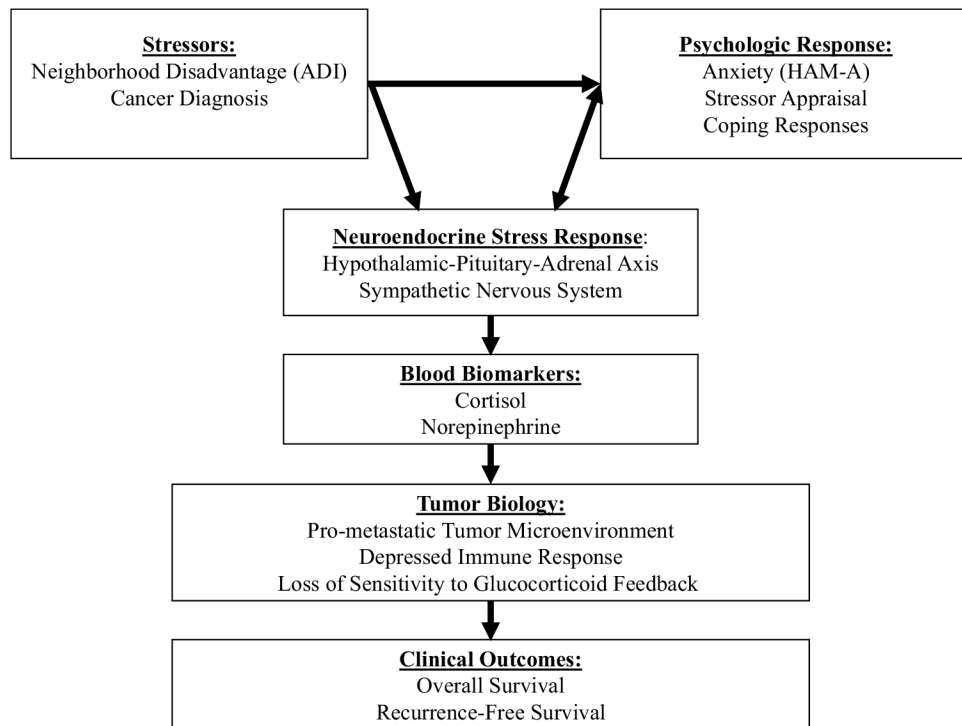 Stressors:
Neighborhood Disadvantage (ADI)
Cancer Diagnosis
Psychologic Response:
Anxiety (HAM-A)
Stressor Appraisal
Coping Responses
Neuroendocrine Stress Response:
Hypothalamic-Pituitary-Adrenal Axis
Sympathetic Nervous System
Blood Biomarkers:
Cortisol
Norepinephrine
Tumor Biology:
Pro-metastatic Tumor Microenvironment
Depressed Immune Response
Loss of Sensitivity to Glucocorticoid Feedback
Clinical Outcomes:
Overall Survival
Recurrence-Free Survival